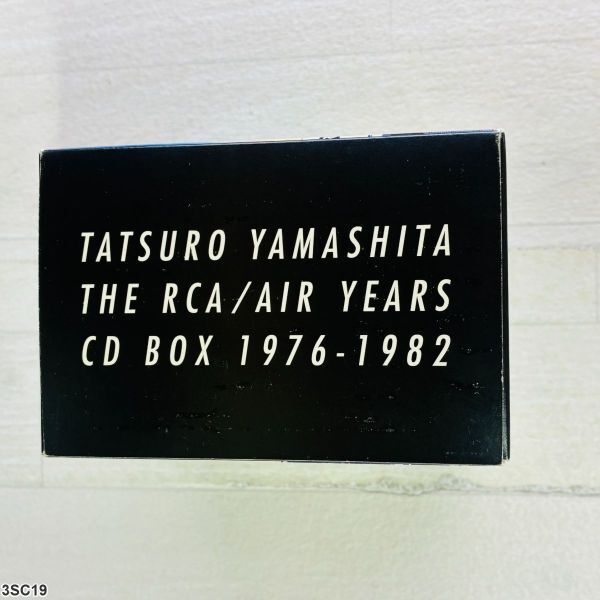 TATSURO YAMASHITA
THE RCA/AIR YEARS
CD BOX 1976-1982
3SC19